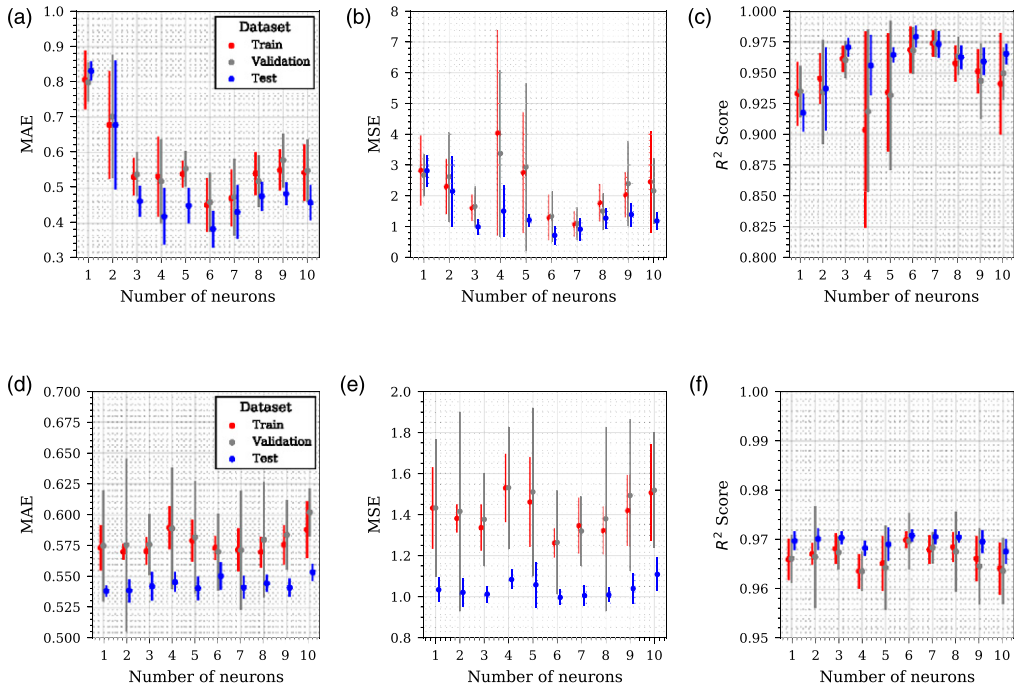 (a)
1.0
0.9
0.8
0.7
0.6
0.5
0.4
0.3
MAE
Dataset
Train
Validation
Test
1 2 3 4 5 6 7 8 9 10
Number of neurons
(b)
8
7
6
5
4
3
2
1
0
MSE
1 2 3 4 5 6 7 8 9 10
Number of neurons
(c)
1.000
0.975
0.950
0.925
0.900
0.875
0.850
0.825
0.800
R² Score
1 2 3 4 5 6 7 8 9 10
Number of neurons
(d)
0.700
0.675
0.650
0.625
0.600
0.575
0.550
0.525
0.500
MAE
Dataset
Train
Validation
Test
1 2 3 4 5 6 7 8 9 10
Number of neurons
(e)
2.0
1.8
1.6
1.4
1.2
1.0
0.8
MSE
1 2 3 4 5 6 7 8 9 10
Number of neurons
(f)
1.00
0.99
0.98
0.97
0.96
0.95
R² Score
1 2 3 4 5 6 7 8 9 10
Number of neurons